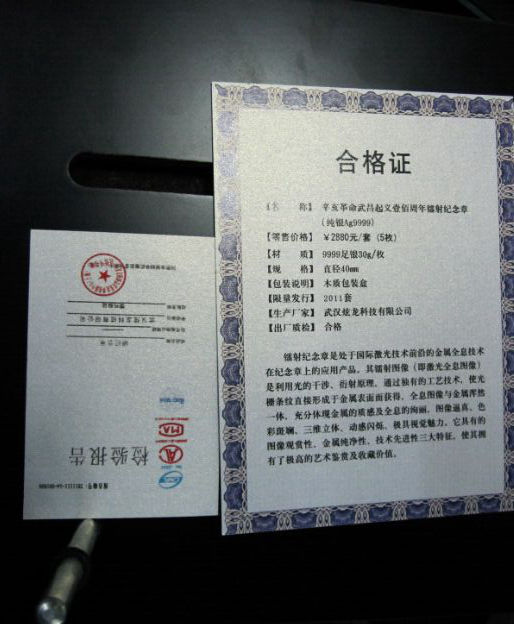 合格证
【名 称】 辛亥革命武昌起义壹佰周年镭射纪念章
(纯银Ag9999)
【零售价格】 ￥2880元/套 (5枚)
【材 质】 9999足银30g/枚
【规 格】 直径40mm
【包装说明】 木质包装盒
【限量发行】 2011套
【生产厂家】 武汉炫龙科技有限公司
【出厂质检】 合格
镭射纪念章是处于国际激光技术前沿的金属全息技术
在纪念章上的应用产品。其镭射图像（即激光全息图像）
是利用光的干涉、衍射原理，通过独有的工艺技术，使光
栅条纹直接形成于金属表面而获得，全息图像与金属浑然
一体，充分体现金属的质感及全息的绚丽，图像逼真、色
彩斑斓、三维立体、动感闪烁，极具视觉魅力。它具有的
图像观赏性、金属纯净性、技术先进性三大特征，使其拥
有了极高的艺术鉴赏及收藏价值。
检验报告
MA